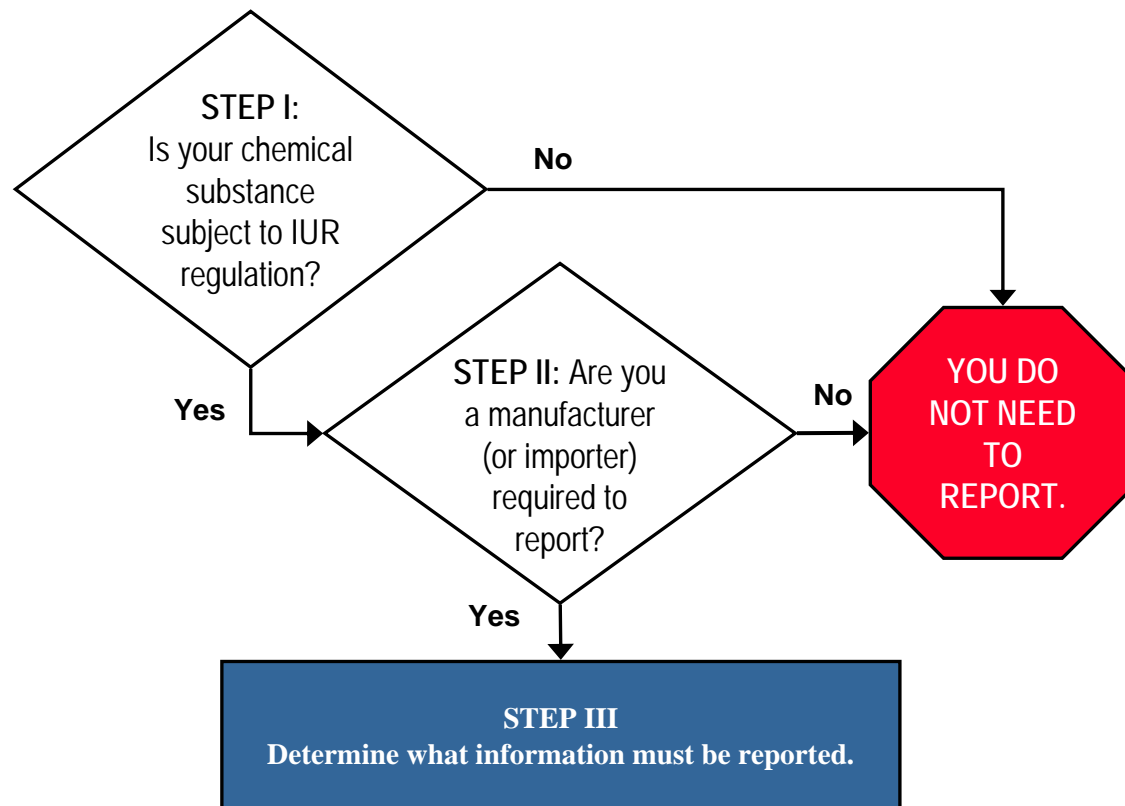 STEP I:
Is your chemical
substance
subject to IUR
regulation?
No
Yes
STEP II: Are you
a manufacturer
(or importer)
required to
report?
No
YOU DO
NOT NEED
TO
REPORT.
Yes
STEP III
Determine what information must be reported.